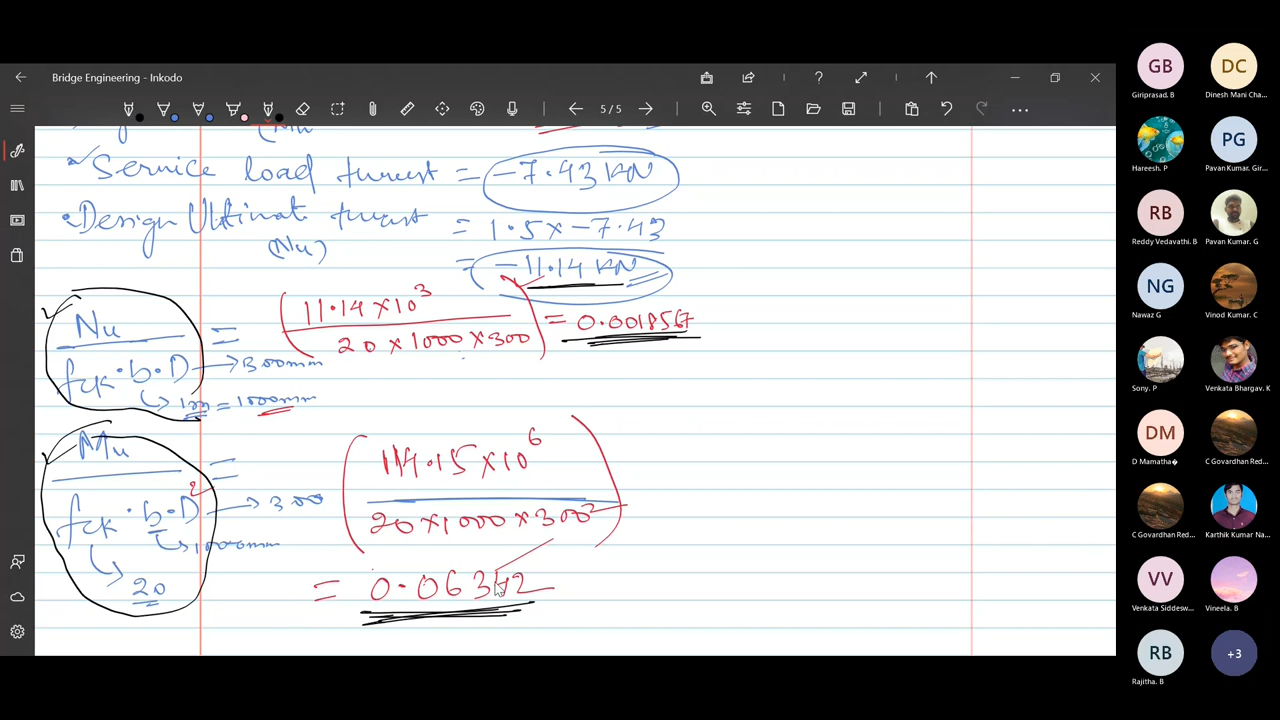 Bridge Engineering - Inkodo
5/5
(Mu
Service load thrust = -7.43 KN
Design Ultimate thrust = 1.5 x -7.43
(Nu)
= -11.14 KN
Nu / fck·b·D = (11.14 × 10³ / 20 × 1000 × 300) = 0.0018567
→ 300mm
1m = 1000mm
Mu / fck·b·D² = (114.15 × 10⁶ / 20 × 1000 × 300²)
→ 300
→ 1000mm
20
= 0.06342
GB
Giriprasad. B
DC
Dinesh Mani Cha...
Hareesh. P
PG
Pavan Kumar. Gir...
RB
Reddy Vedavathi. B
Pavan Kumar. G
NG
Nawaz G
Vinod Kumar. C
Sony. P
Venkata Bhargav. K
DM
D Mamatha�
C Govardhan Red...
C Govardhan Red...
Karthik Kumar Na...
VV
Venkata Siddesw...
Vineela. B
RB
Rajitha. B
+3